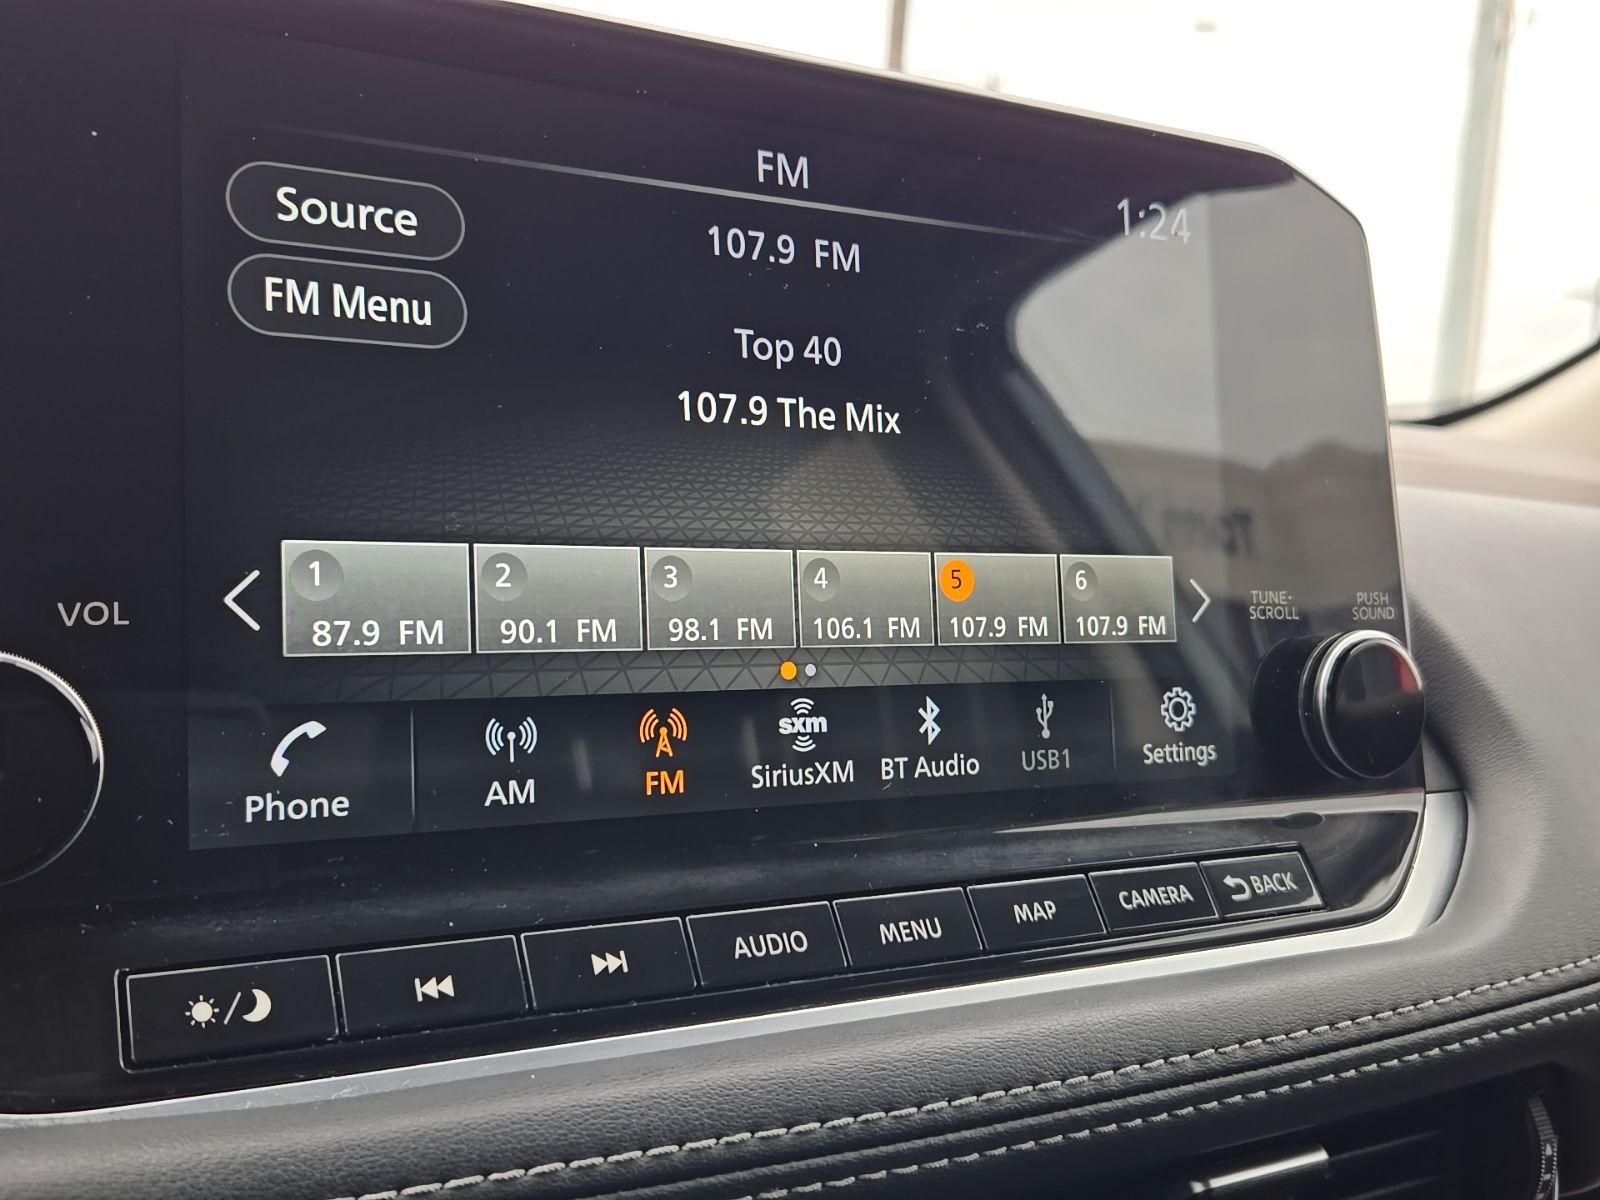 FM
1:24
Source
FM Menu
107.9 FM
Top 40
107.9 The Mix
VOL
1
87.9 FM
2
90.1 FM
3
98.1 FM
4
106.1 FM
5
107.9 FM
6
107.9 FM
TUNE·
SCROLL
PUSH
SOUND
Phone
AM
FM
sxm
SiriusXM
BT Audio
USB1
Settings
AUDIO
MENU
MAP
CAMERA
BACK